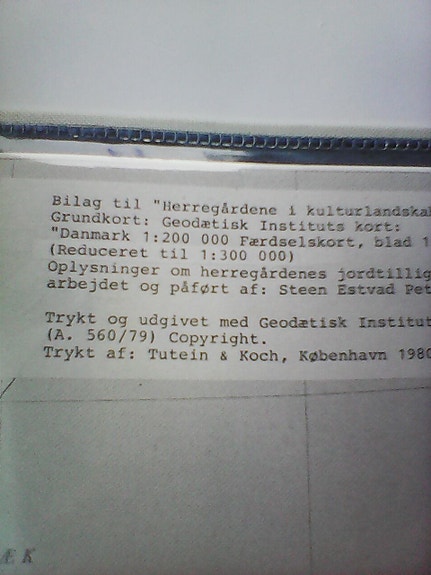 Bilag til "Herregårdene i kulturlandska
Grundkort: Geodætisk Instituts kort:
"Danmark 1:200 000 Færdselskort, blad 1
(Reduceret til 1:300 000)
Oplysninger om herregårdenes jordtillig
arbejdet og påført af: Steen Estvad Pet
Trykt og udgivet med Geodætisk Institut
(A. 560/79) Copyright.
Trykt af: Tutein & Koch, København 1980
ÆK